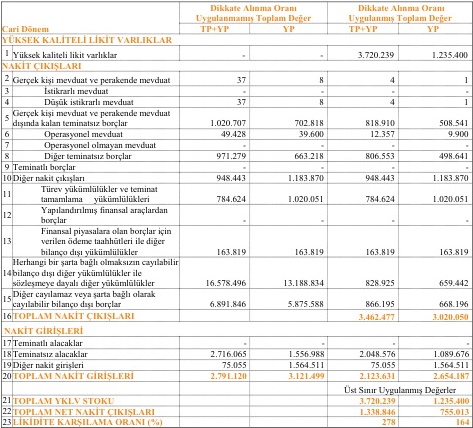 Dikkate Alınma Oranı Dikkate Alınma Oranı
Uygulanmamış Toplam Değer Uygulanmış Toplam Değer
Cari Dönem TP+YP YP TP+YP YP
YÜKSEK KALİTELİ LİKİT VARLIKLAR
1 Yüksek kaliteli likit varlıklar - - 3.720.239 1.235.400
NAKİT ÇIKIŞLARI
2 Gerçek kişi mevduat ve perakende mevduat 37 8 4 1
3 İstikrarlı mevduat - - - -
4 Düşük istikrarlı mevduat 37 8 4 1
5 Gerçek kişi mevduat ve perakende mevduat
dışında kalan teminatsız borçlar 1.020.707 702.818 818.910 508.541
6 Operasyonel mevduat 49.428 39.600 12.357 9.900
7 Operasyonel olmayan mevduat - - - -
8 Diğer teminatsız borçlar 971.279 663.218 806.553 498.641
9 Teminatlı borçlar - - - -
10 Diğer nakit çıkışları 948.443 1.183.870 948.443 1.183.870
11 Türev yükümlülükler ve teminat
tamamlama yükümlülükleri 784.624 1.020.051 784.624 1.020.051
12 Yapılandırılmış finansal araçlardan
borçlar - - - -
13 Finansal piyasalara olan borçlar için
verilen ödeme taahhütleri ile diğer
bilanço dışı yükümlülükler 163.819 163.819 163.819 163.819
14 Herhangi bir şarta bağlı olmaksızın cayılabilir
bilanço dışı diğer yükümlülükler ile
sözleşmeye dayalı diğer yükümlülükler 16.578.496 13.188.834 828.925 659.442
15 Diğer cayılamaz veya şarta bağlı olarak
cayılabilir bilanço dışı borçlar 6.891.846 5.875.588 866.195 668.196
16 TOPLAM NAKİT ÇIKIŞLARI 3.462.477 3.020.050
NAKİT GİRİŞLERİ
17 Teminatlı alacaklar - - - -
18 Teminatsız alacaklar 2.716.065 1.556.988 2.048.576 1.089.676
19 Diğer nakit girişleri 75.055 1.564.511 75.055 1.564.511
20 TOPLAM NAKİT GİRİŞLERİ 2.791.120 3.121.499 2.123.631 2.654.187
Üst Sınır Uygulanmış Değerler
21 TOPLAM YKLV STOKU 3.720.239 1.235.400
22 TOPLAM NET NAKİT ÇIKIŞLARI 1.338.846 755.013
23 LİKİDİTE KARŞILAMA ORANI (%) 278 164